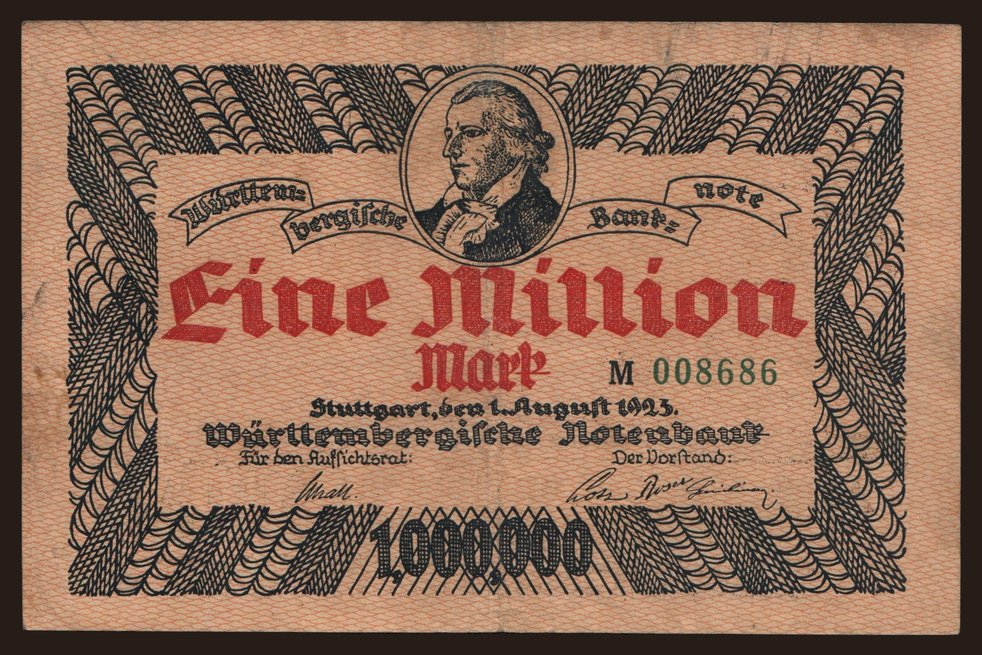 Württem=
bergische
Bank=
note
Eine Million
Mark
M 008686
Stuttgart, den 1. August 1923.
Württembergische Notenbank
Für den Aufsichtsrat: Der Vorstand:
Roser
1,000,000